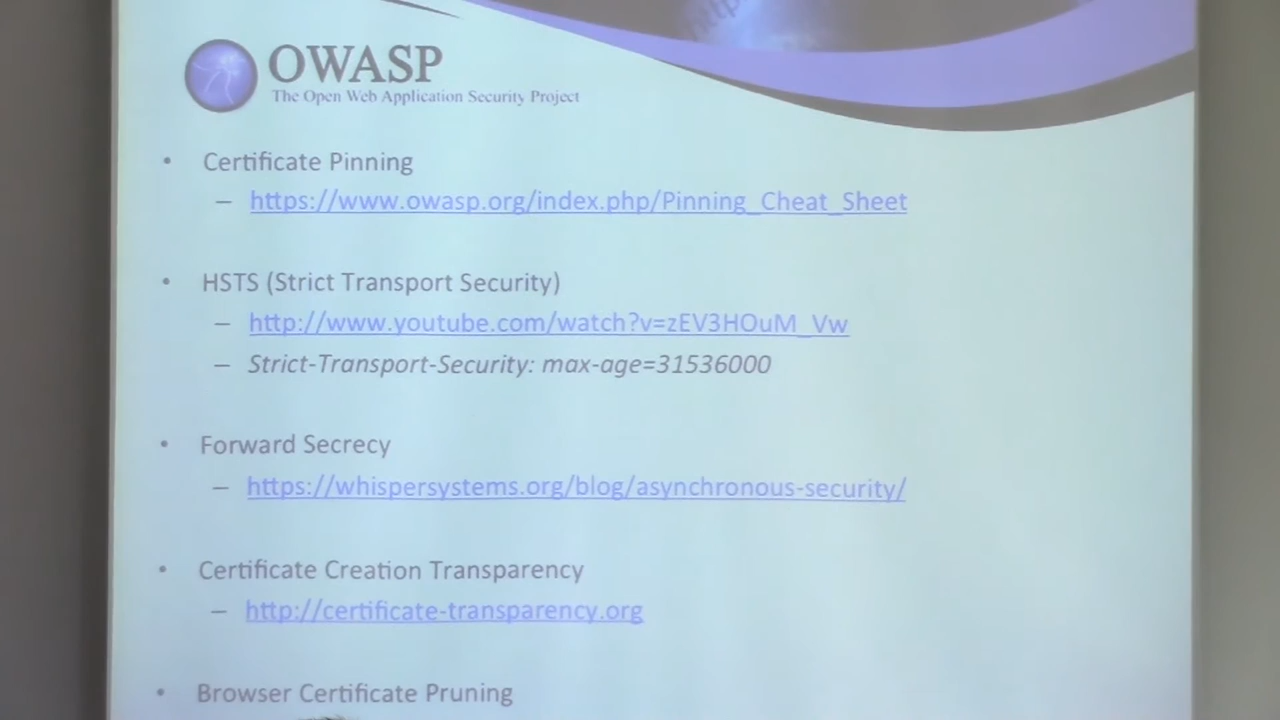 OWASP
The Open Web Application Security Project
• Certificate Pinning
– https://www.owasp.org/index.php/Pinning_Cheat_Sheet
• HSTS (Strict Transport Security)
– http://www.youtube.com/watch?v=zEV3HOuM_Vw
– Strict-Transport-Security: max-age=31536000
• Forward Secrecy
– https://whispersystems.org/blog/asynchronous-security/
• Certificate Creation Transparency
– http://certificate-transparency.org
• Browser Certificate Pruning